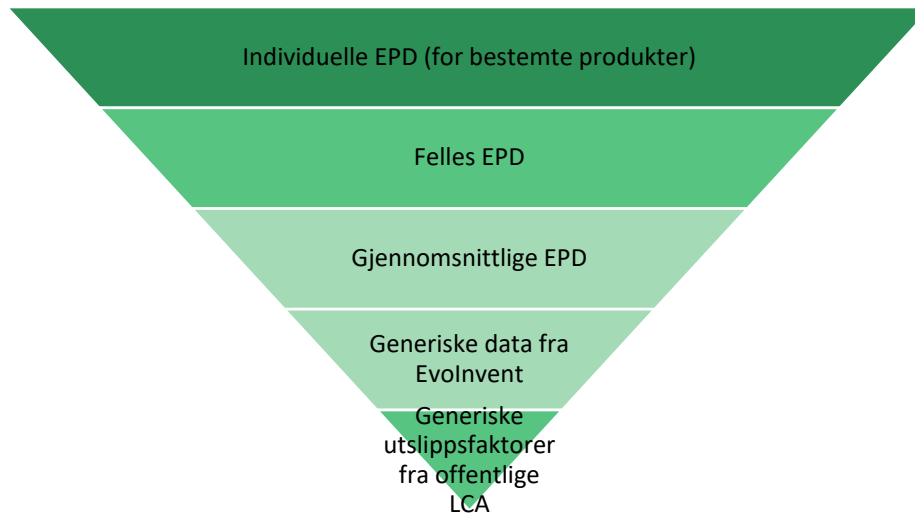 Individuelle EPD (for bestemte produkter)
Felles EPD
Gjennomsnittlige EPD
Generiske data fra
EvoInvent
Generiske
utslippsfaktorer
fra offentlige
LCA